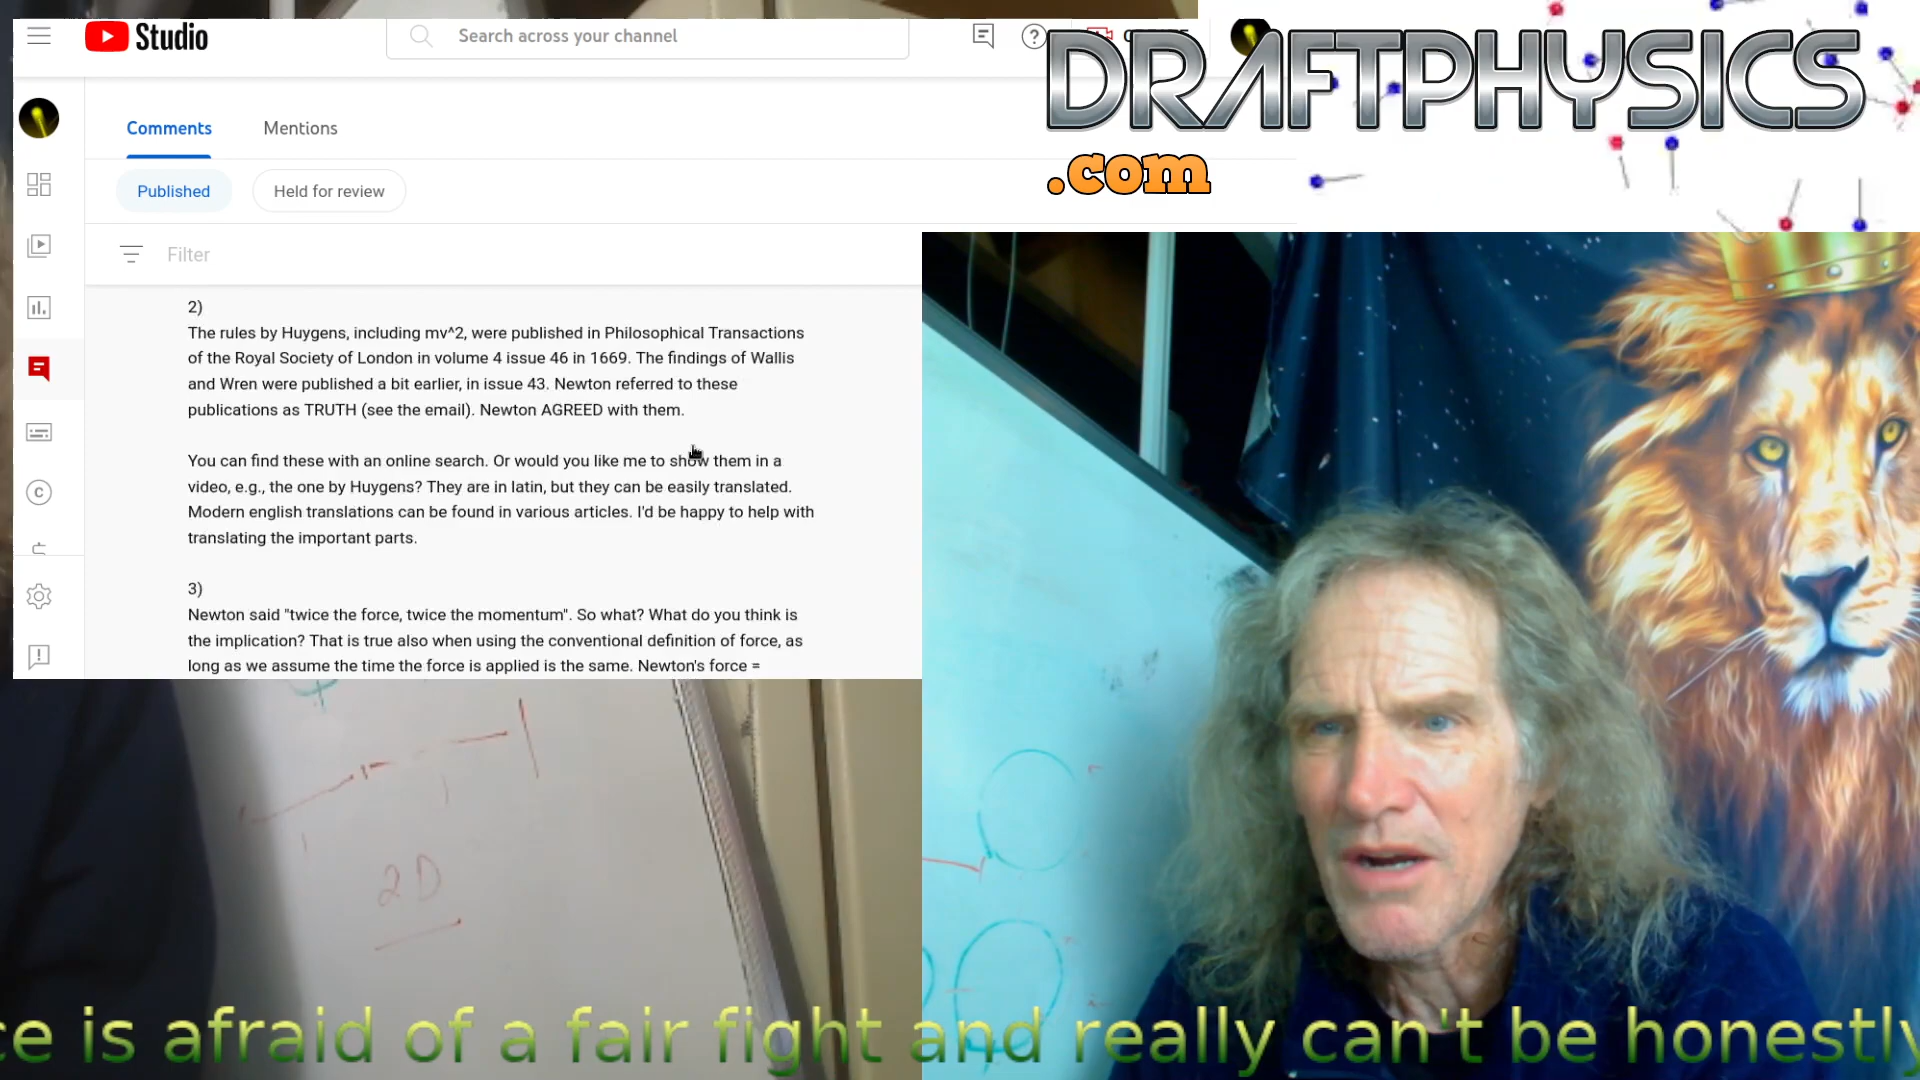 Studio
Search across your channel
DRAFTPHYSICS
.com
Comments
Mentions
Published
Held for review
Filter
2)
The rules by Huygens, including mv^2, were published in Philosophical Transactions
of the Royal Society of London in volume 4 issue 46 in 1669. The findings of Wallis
and Wren were published a bit earlier, in issue 43. Newton referred to these
publications as TRUTH (see the email). Newton AGREED with them.
You can find these with an online search. Or would you like me to show them in a
video, e.g., the one by Huygens? They are in latin, but they can be easily translated.
Modern english translations can be found in various articles. I'd be happy to help with
translating the important parts.
3)
Newton said "twice the force, twice the momentum". So what? What do you think is
the implication? That is true also when using the conventional definition of force, as
long as we assume the time the force is applied is the same. Newton's force =
2D
ce is afraid of a fair fight and really can't be honestly